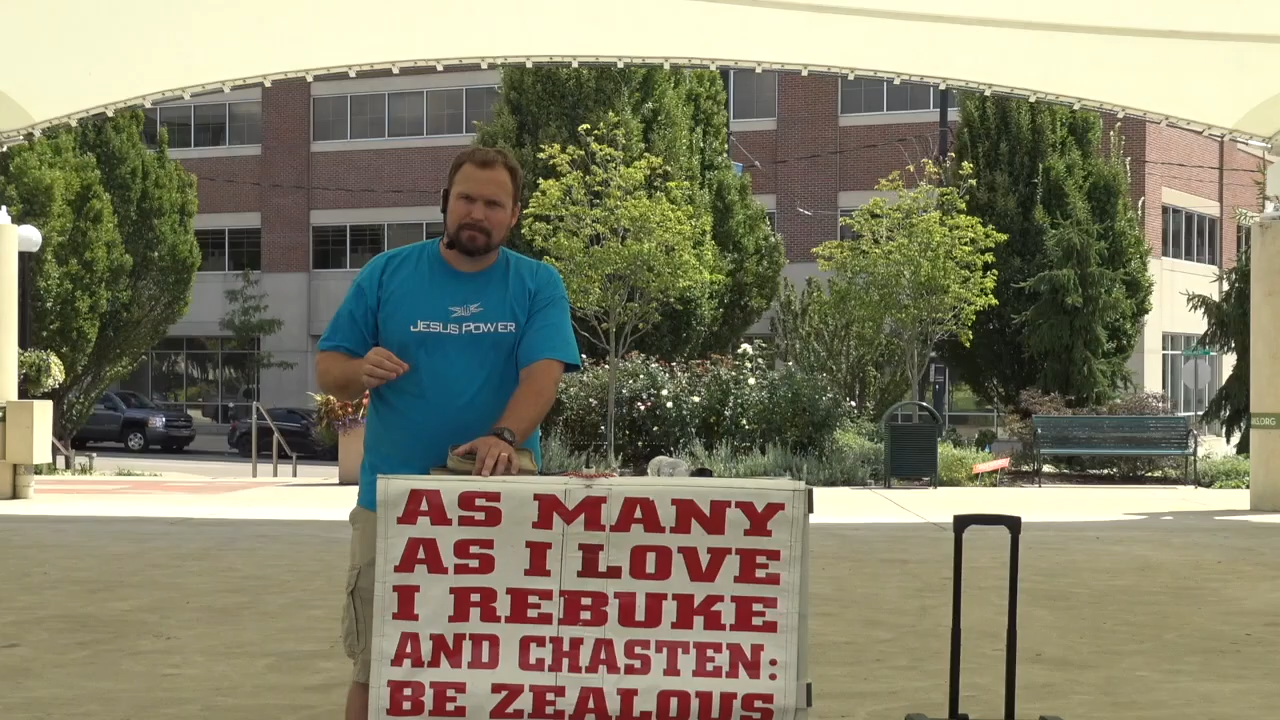 JESUS POWER
AS MANY
AS I LOVE
I REBUKE
AND CHASTEN:
BE ZEALOUS